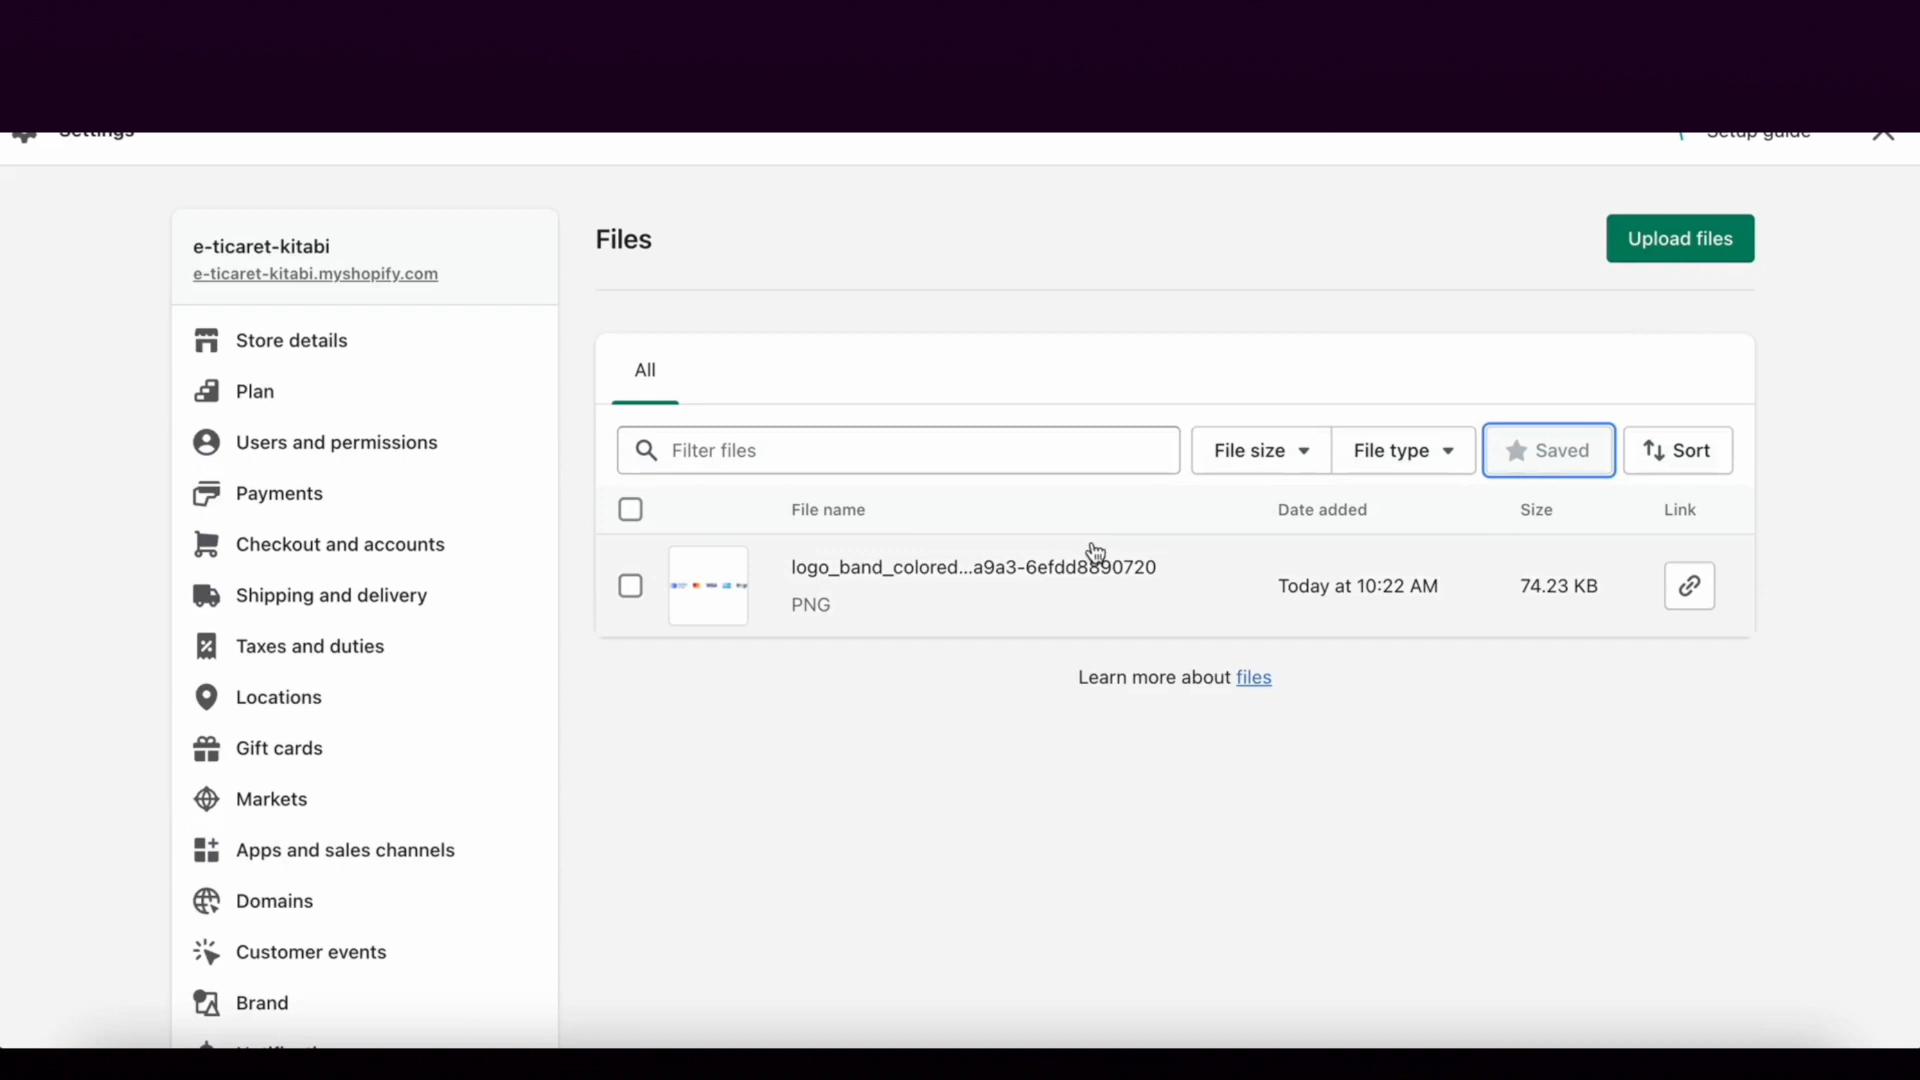 Settings
Setup guide
e-ticaret-kitabi
e-ticaret-kitabi.myshopify.com
Store details
Plan
Users and permissions
Payments
Checkout and accounts
Shipping and delivery
Taxes and duties
Locations
Gift cards
Markets
Apps and sales channels
Domains
Customer events
Brand
Files
Upload files
All
Filter files
File size
File type
Saved
Sort
File name
Date added
Size
Link
logo_band_colored...a9a3-6efdd8890720
PNG
Today at 10:22 AM
74.23 KB
Learn more about files